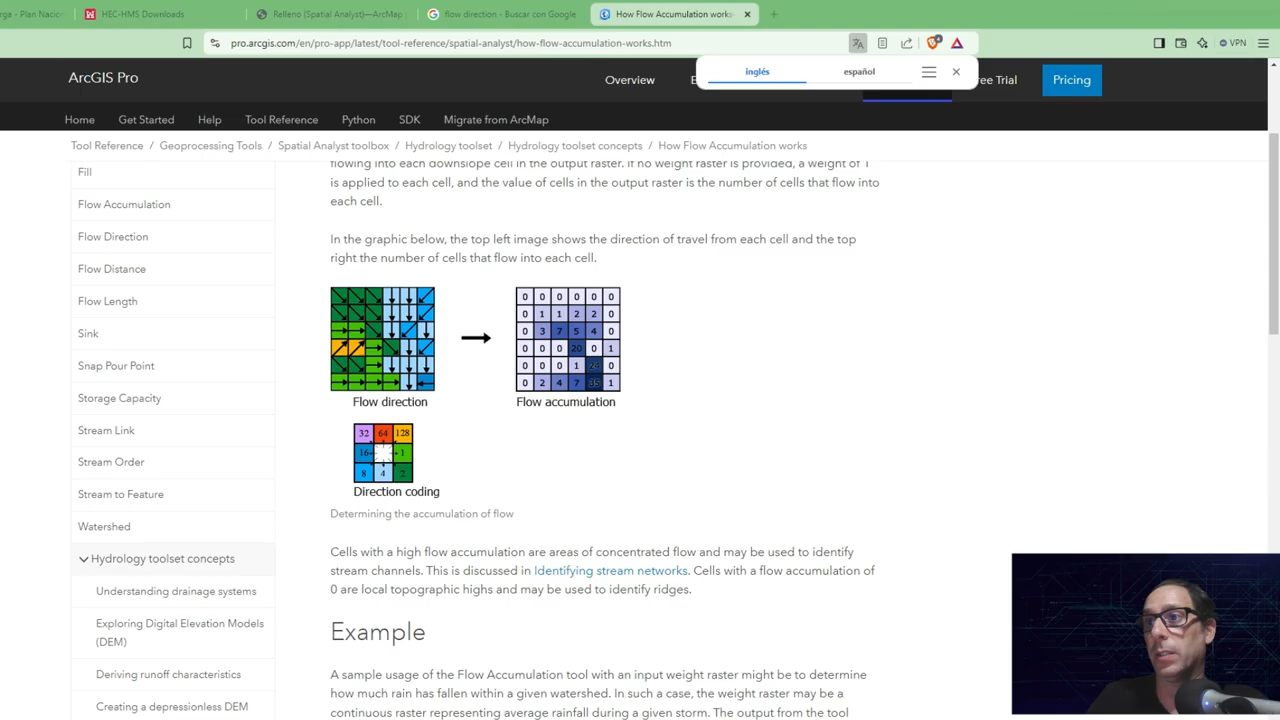 a - Plan Nacion
HEC-HMS Downloads
Relleno (Spatial Analyst)—ArcMap
flow direction - Buscar con Google
How Flow Accumulation works
pro.arcgis.com/en/pro-app/latest/tool-reference/spatial-analyst/how-flow-accumulation-works.htm
VPN
inglés
español
ArcGIS Pro
Overview
ree Trial
Pricing
Home
Get Started
Help
Tool Reference
Python
SDK
Migrate from ArcMap
Tool Reference / Geoprocessing Tools / Spatial Analyst toolbox / Hydrology toolset / Hydrology toolset concepts / How Flow Accumulation works
Fill
Flow Accumulation
Flow Direction
Flow Distance
Flow Length
Sink
Snap Pour Point
Storage Capacity
Stream Link
Stream Order
Stream to Feature
Watershed
Hydrology toolset concepts
Understanding drainage systems
Exploring Digital Elevation Models
(DEM)
Deriving runoff characteristics
Creating a depressionless DEM
flowing into each downslope cell in the output raster. If no weight raster is provided, a weight of 1
is applied to each cell, and the value of cells in the output raster is the number of cells that flow into
each cell.
In the graphic below, the top left image shows the direction of travel from each cell and the top
right the number of cells that flow into each cell.
0 0 0 0 0 0
0 1 1 2 2 0
0 3 7 5 4 0
0 0 0 20 0 1
0 0 0 1 24 0
0 2 4 7 35 1
Flow direction
Flow accumulation
32 64 128
16 1
8 4 2
Direction coding
Determining the accumulation of flow
Cells with a high flow accumulation are areas of concentrated flow and may be used to identify
stream channels. This is discussed in Identifying stream networks. Cells with a flow accumulation of
0 are local topographic highs and may be used to identify ridges.
Example
A sample usage of the Flow Accumulation tool with an input weight raster might be to determine
how much rain has fallen within a given watershed. In such a case, the weight raster may be a
continuous raster representing average rainfall during a given storm. The output from the tool